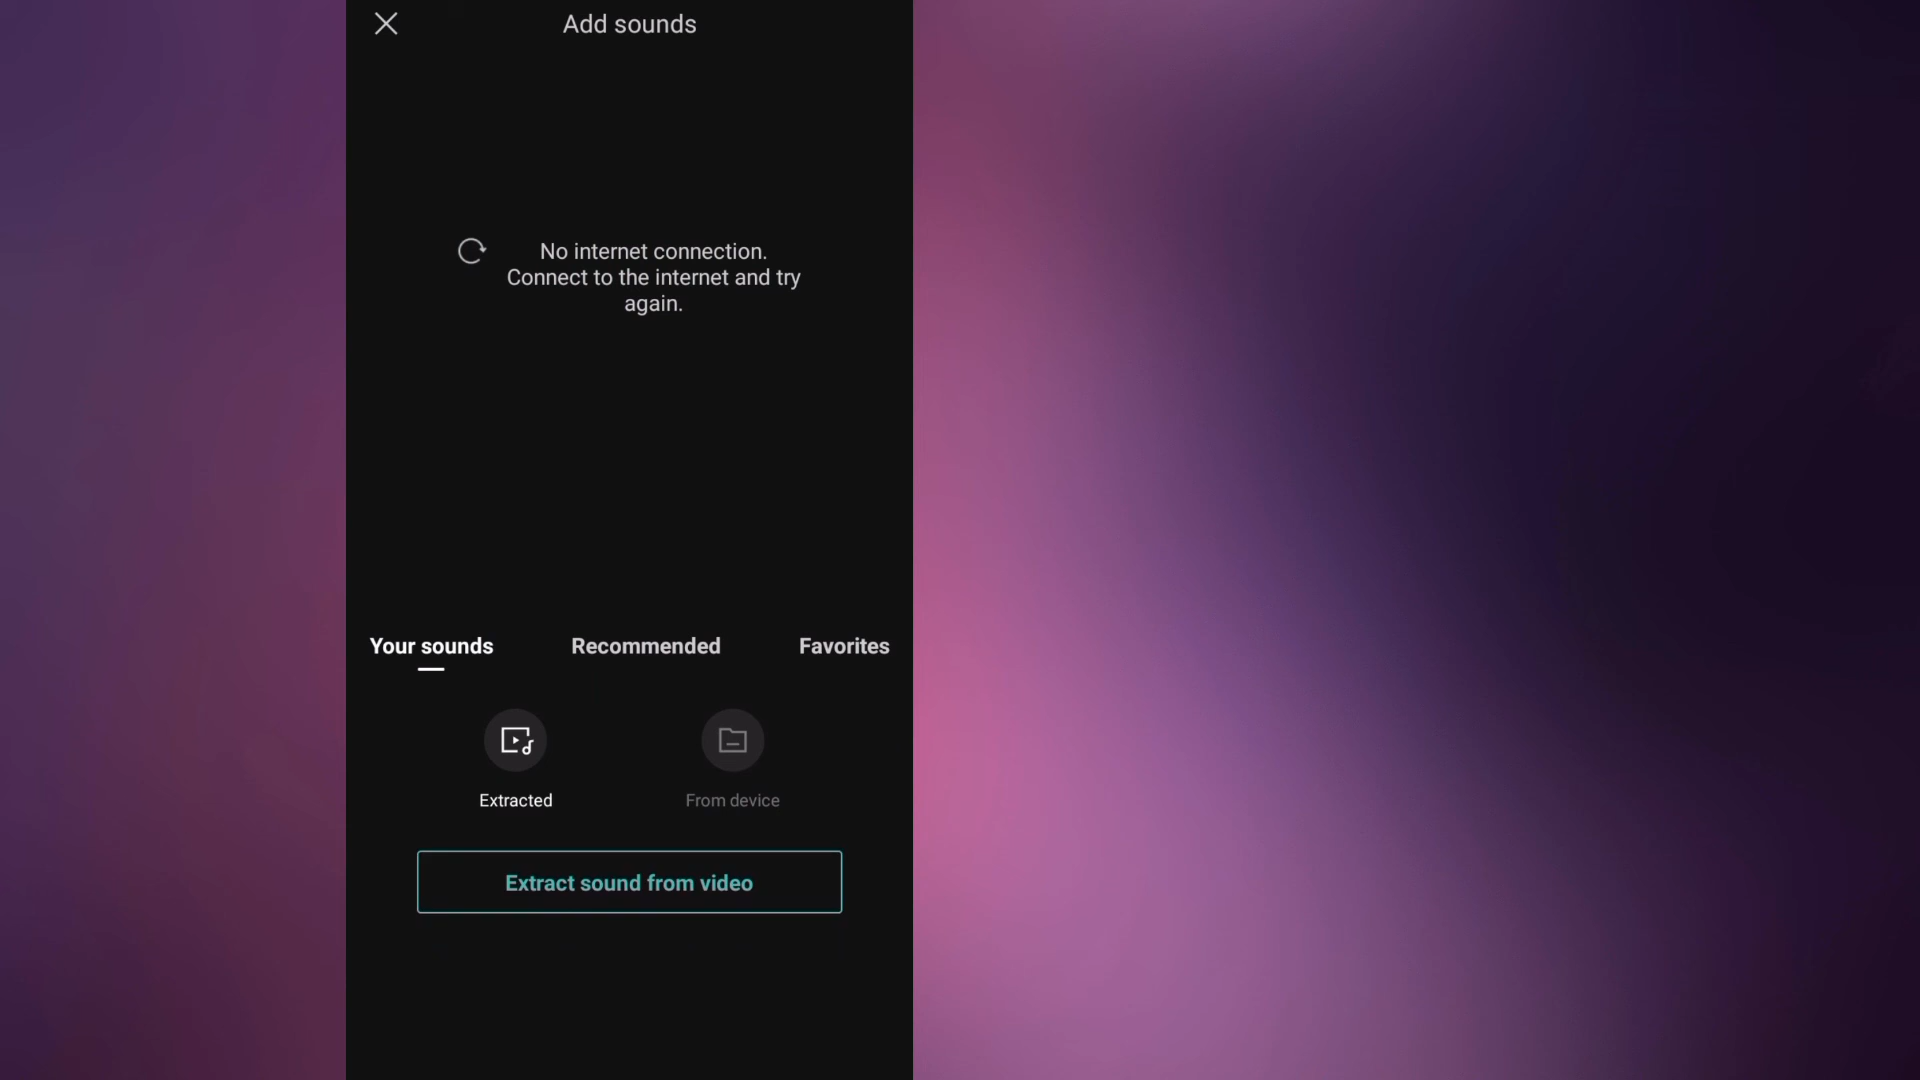 Add sounds
No internet connection.
Connect to the internet and try
again.
Your sounds
Recommended
Favorites
Extracted
From device
Extract sound from video